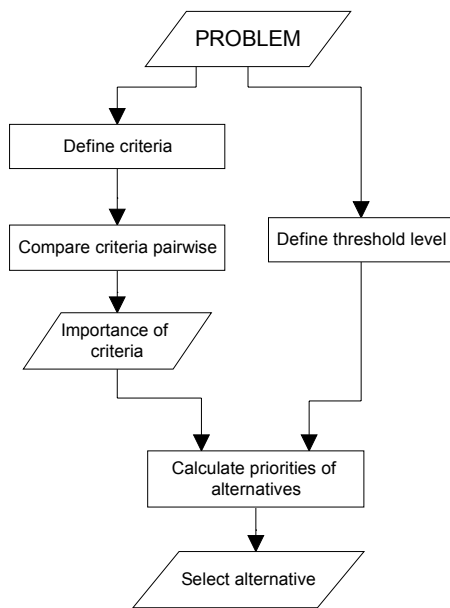 PROBLEM
Define criteria
Compare criteria pairwise
Define threshold level
Importance of
criteria
Calculate priorities of
alternatives
Select alternative